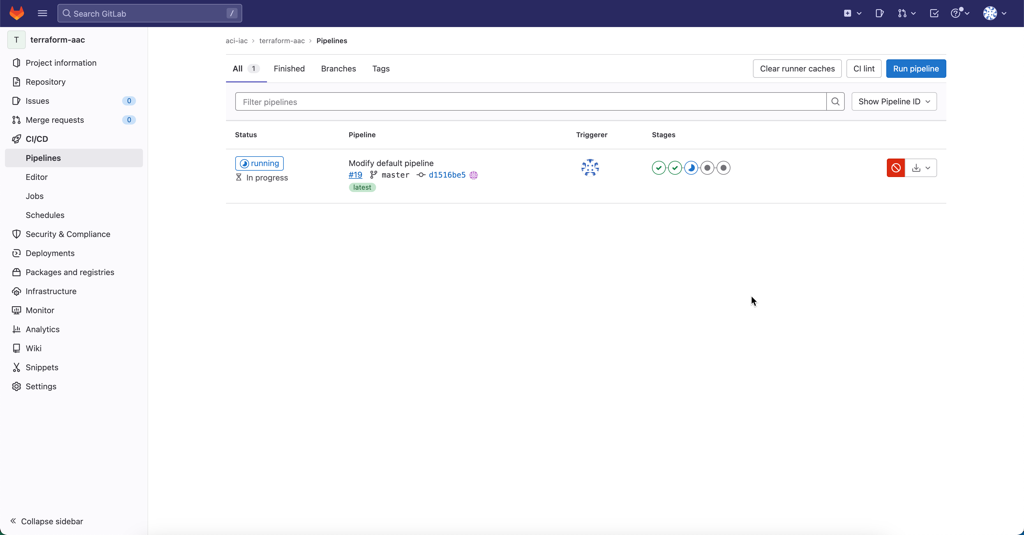 Search GitLab /
T terraform-aac
Project information
Repository
Issues 0
Merge requests 0
CI/CD
Pipelines
Editor
Jobs
Schedules
Security & Compliance
Deployments
Packages and registries
Infrastructure
Monitor
Analytics
Wiki
Snippets
Settings
Collapse sidebar
aci-iac > terraform-aac > Pipelines
All 1 Finished Branches Tags
Clear runner caches CI lint Run pipeline
Filter pipelines Show Pipeline ID
Status Pipeline Triggerer Stages
running
In progress
Modify default pipeline
#19 master d1516be5
latest